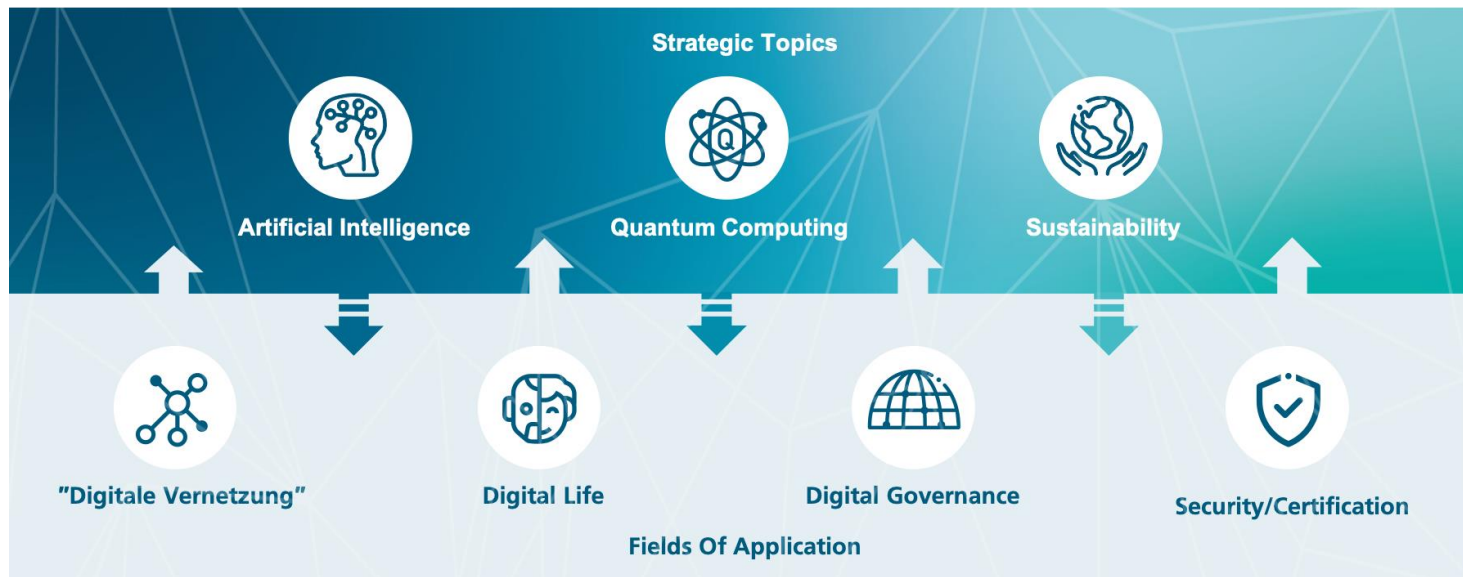 Strategic Topics
Q
Artificial Intelligence
Quantum Computing
Sustainability
"Digitale Vernetzung"
Digital Life
Digital Governance
Security/Certification
Fields Of Application